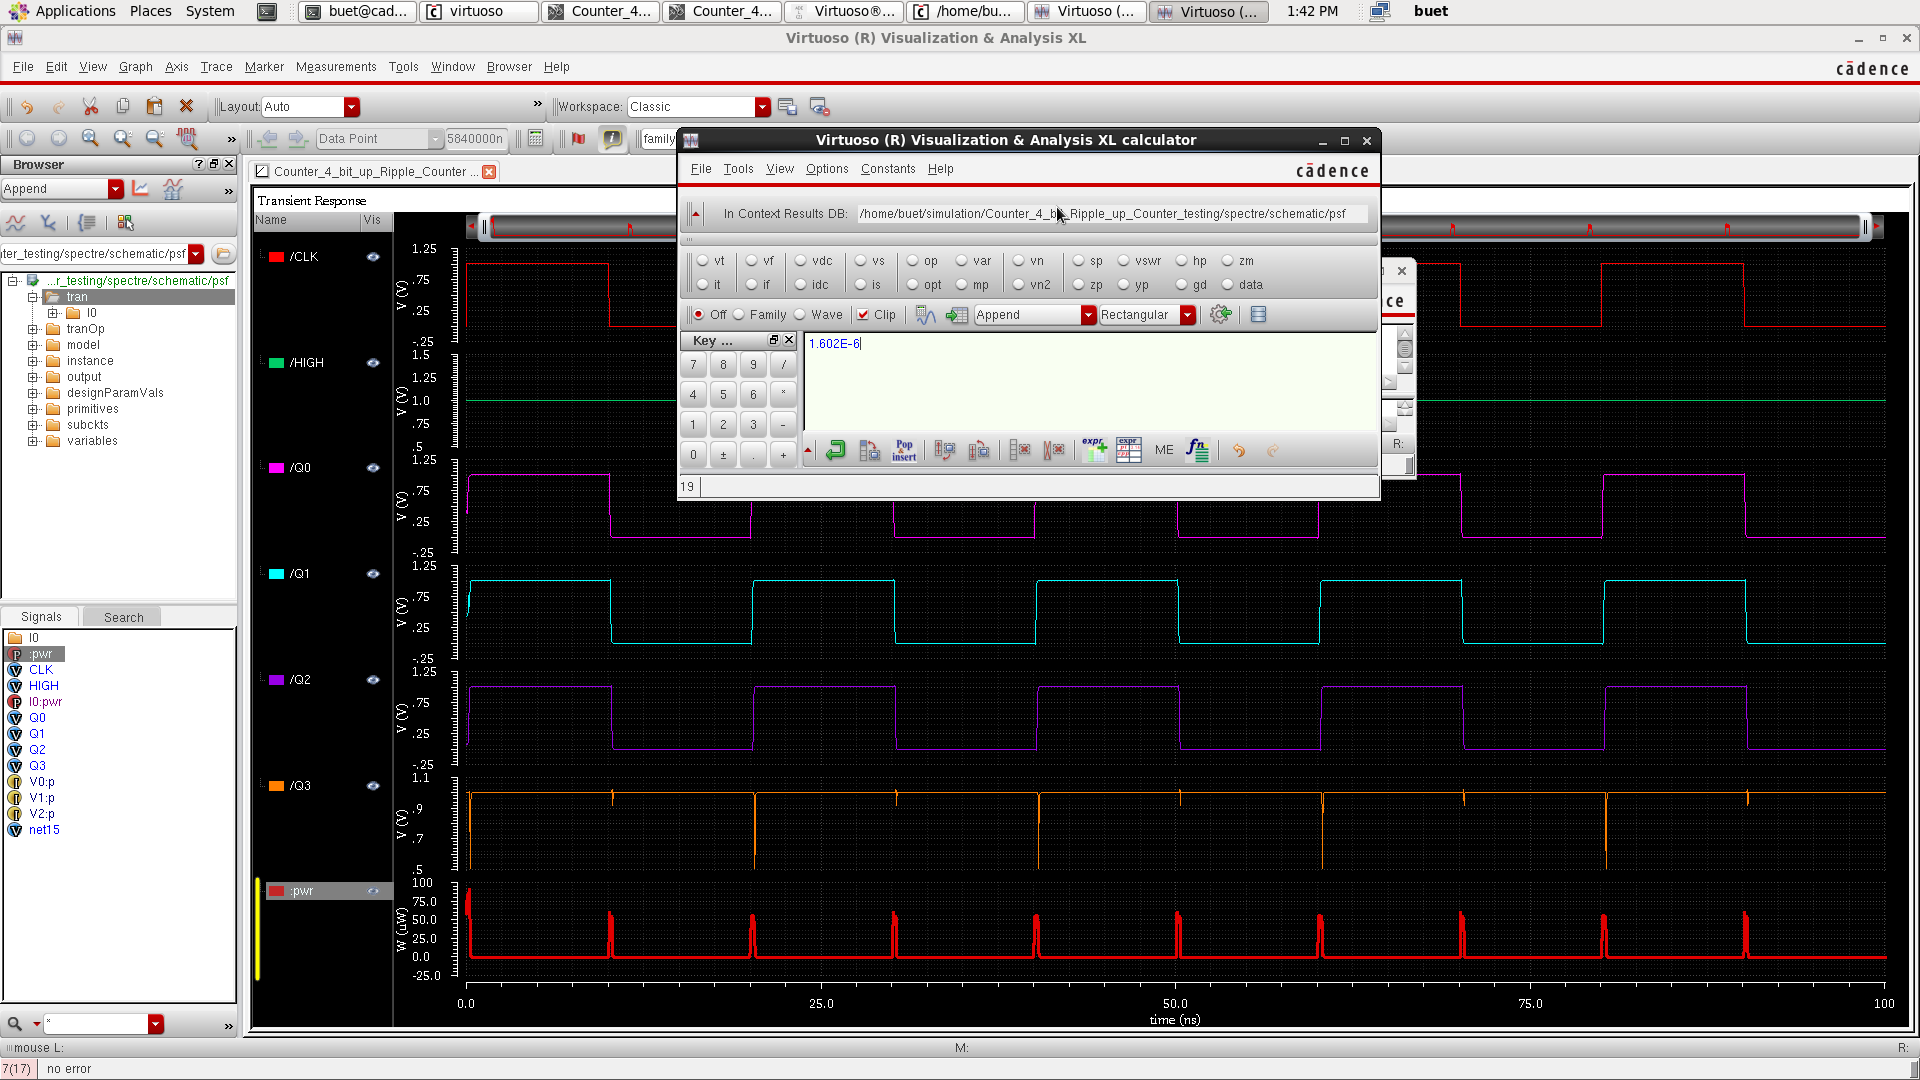 Applications Places System buet@cad... virtuoso Counter_4... Counter_4... Virtuoso®... /home/bu... Virtuoso (... Virtuoso (... 1:42 PM buet
Virtuoso (R) Visualization & Analysis XL
File Edit View Graph Axis Trace Marker Measurements Tools Window Browser Help
cādence
Layout: Auto » Workspace: Classic
» Data Point 5840000n family
Browser
Append
ter_testing/spectre/schematic/psf
...r_testing/spectre/schematic/psf
tran
I0
tranOp
model
instance
output
designParamVals
primitives
subckts
variables
Signals Search
I0
:pwr
CLK
HIGH
I0:pwr
Q0
Q1
Q2
Q3
V0:p
V1:p
V2:p
net15
* »
Counter_4_bit_up_Ripple_Counter ...
Transient Response
Name Vis
/CLK
V (V)
1.25
.75
.25
-.25
/HIGH
V (V)
1.5
1.25
1.0
.75
.5
/Q0
V (V)
1.25
.75
.25
-.25
/Q1
V (V)
1.25
.75
.25
-.25
/Q2
V (V)
1.25
.75
.25
-.25
/Q3
V (V)
1.1
.9
.7
.5
:pwr
W (uW)
100
75.0
50.0
25.0
0.0
-25.0
0.0 25.0 50.0 75.0 100
time (ns)
Virtuoso (R) Visualization & Analysis XL calculator
File Tools View Options Constants Help
cādence
In Context Results DB: /home/buet/simulation/Counter_4_bit_Ripple_up_Counter_testing/spectre/schematic/psf
vt vf vdc vs op var vn sp vswr hp zm
it if idc is opt mp vn2 zp yp gd data
Off Family Wave Clip Append Rectangular
Key ...
7 8 9 /
4 5 6 *
1 2 3 -
0 ± . +
1.602E-6
Pop insert expr expr ME fn
19
ce
R:
mouse L: M: R:
7(17) no error